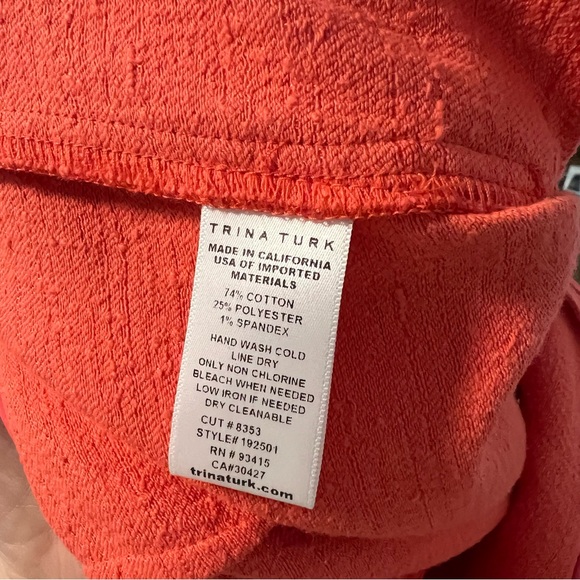 TRINA TURK
MADE IN CALIFORNIA
USA OF IMPORTED
MATERIALS
74% COTTON
25% POLYESTER
1% SPANDEX
HAND WASH COLD
LINE DRY
ONLY NON CHLORINE
BLEACH WHEN NEEDED
LOW IRON IF NEEDED
DRY CLEANABLE
CUT # 8353
STYLE# 192501
RN # 93415
CA#30427
trinaturk.com